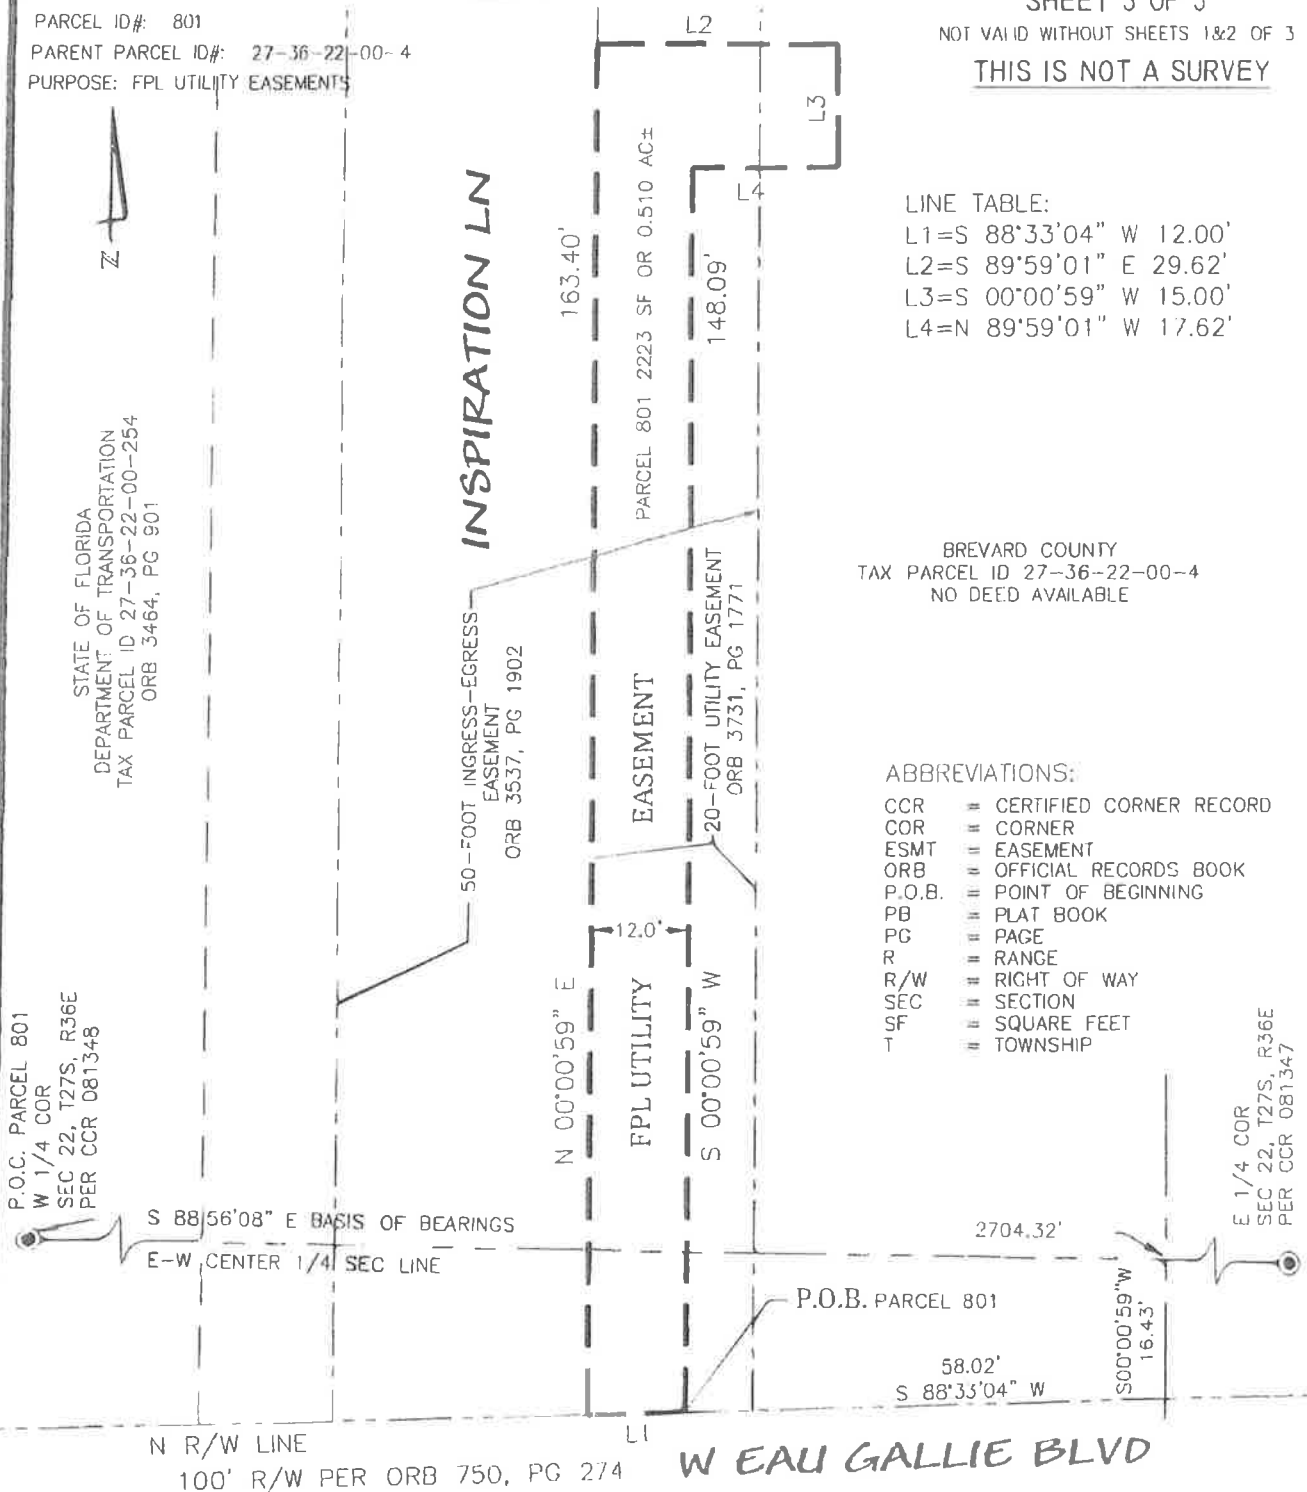 PARCEL ID#: 801
PARENT PARCEL ID#: 27-36-22-00-4
PURPOSE: FPL UTILITY EASEMENTS
SHEET 3 OF 3
NOT VALID WITHOUT SHEETS 1&2 OF 3
THIS IS NOT A SURVEY
L2
L3
L4
Z
LINE TABLE:
L1=S 88°33'04" W 12.00'
L2=S 89°59'01" E 29.62'
L3=S 00°00'59" W 15.00'
L4=N 89°59'01" W 17.62'
INSPIRATION LN
163.40'
PARCEL 801 2223 SF OR 0.510 AC±
148.09'
STATE OF FLORIDA
DEPARTMENT OF TRANSPORTATION
TAX PARCEL ID 27-36-22-00-254
ORB 3464, PG 901
BREVARD COUNTY
TAX PARCEL ID 27-36-22-00-4
NO DEED AVAILABLE
50-FOOT INGRESS-EGRESS
EASEMENT
ORB 3537, PG 1902
FPL UTILITY EASEMENT
20-FOOT UTILITY EASEMENT
ORB 3731, PG 1771
12.0'
N 00°00'59" E
S 00°00'59" W
ABBREVIATIONS:
CCR = CERTIFIED CORNER RECORD
COR = CORNER
ESMT = EASEMENT
ORB = OFFICIAL RECORDS BOOK
P.O.B. = POINT OF BEGINNING
PB = PLAT BOOK
PG = PAGE
R = RANGE
R/W = RIGHT OF WAY
SEC = SECTION
SF = SQUARE FEET
T = TOWNSHIP
P.O.C. PARCEL 801
W 1/4 COR
SEC 22, T27S, R36E
PER CCR 081348
E 1/4 COR
SEC 22, T27S, R36E
PER CCR 081347
S 88°56'08" E BASIS OF BEARINGS
E-W CENTER 1/4 SEC LINE
2704.32'
P.O.B. PARCEL 801
S00°00'59"W
16.43'
58.02'
S 88°33'04" W
L1
N R/W LINE
100' R/W PER ORB 750, PG 274
W EAU GALLIE BLVD